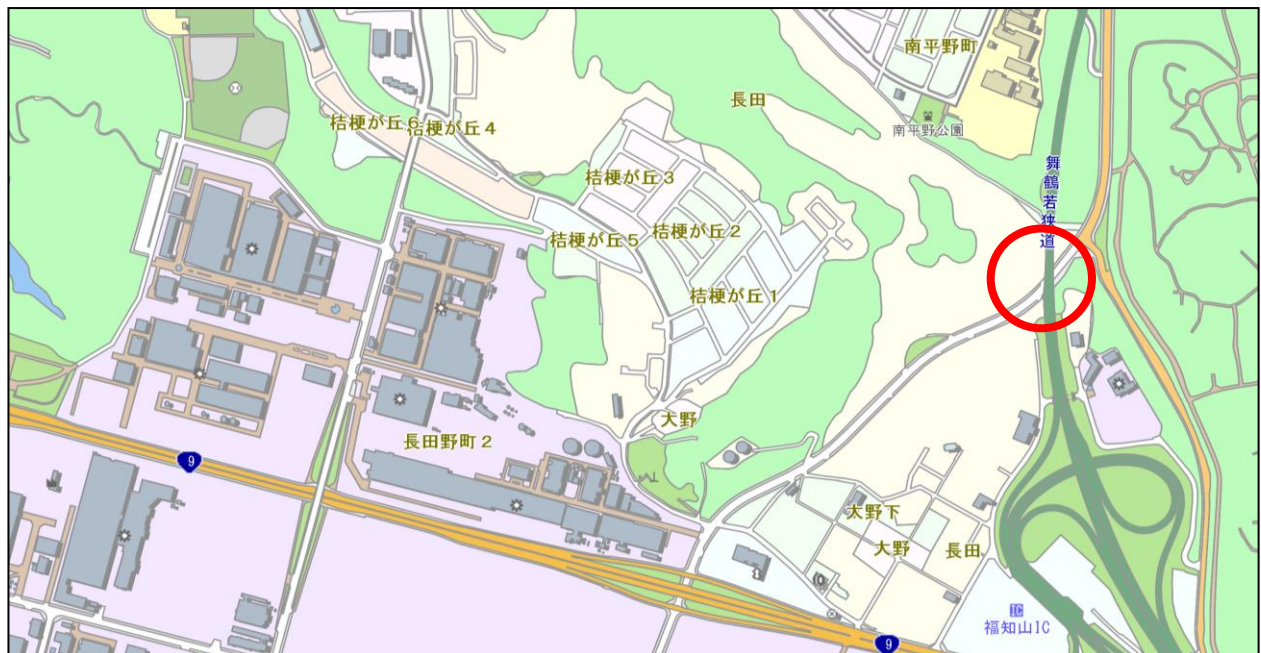 南平野町
長田
南平野公園
桔梗が丘6
桔梗が丘4
舞鶴若狭道
桔梗が丘3
桔梗が丘5
桔梗が丘2
桔梗が丘1
大野
長田野町2
9
大野下
大野
長田
IC
福知山IC
9